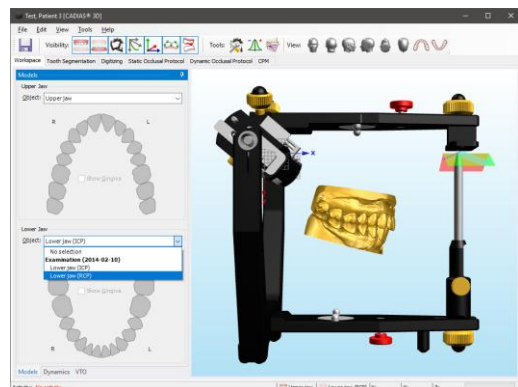 Test, Patient 3 [CADIAS® 3D]
File Edit View Tools Help
Visibility: Tools: View
Workspace Tooth Segmentation Digitizing Static Occlusal Protocol Dynamic Occlusal Protocol CPM
Models
Upper Jaw
Object: Upper Jaw
R L
Show Gingiva
Lower Jaw
Object: Lower Jaw (ICP)
No selection
Examination (2014-02-10)
Lower Jaw (ICP)
Lower Jaw (RCP)
Show Gingiva
R L
Models Dynamics VTO
X